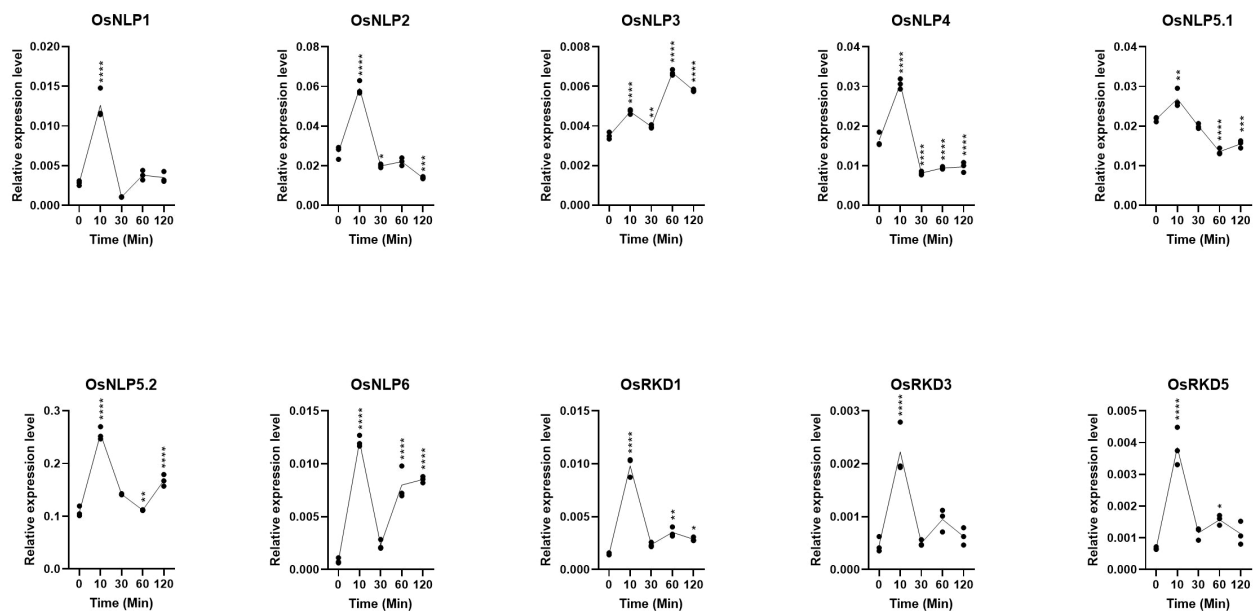 OsNLP1
Relative expression level
0.020
0.015
0.010
0.005
0.000
****
0 10 30 60 120
Time (Min)
OsNLP2
Relative expression level
0.08
0.06
0.04
0.02
0.00
****
*
***
0 10 30 60 120
Time (Min)
OsNLP3
Relative expression level
0.008
0.006
0.004
0.002
0.000
****
**
****
****
0 10 30 60 120
Time (Min)
OsNLP4
Relative expression level
0.04
0.03
0.02
0.01
0.00
****
****
****
****
0 10 30 60 120
Time (Min)
OsNLP5.1
Relative expression level
0.04
0.03
0.02
0.01
0.00
**
****
***
0 10 30 60 120
Time (Min)
OsNLP5.2
Relative expression level
0.3
0.2
0.1
0.0
****
**
****
0 10 30 60 120
Time (Min)
OsNLP6
Relative expression level
0.015
0.010
0.005
0.000
****
****
****
0 10 30 60 120
Time (Min)
OsRKD1
Relative expression level
0.015
0.010
0.005
0.000
****
**
*
0 10 30 60 120
Time (Min)
OsRKD3
Relative expression level
0.003
0.002
0.001
0.000
****
0 10 30 60 120
Time (Min)
OsRKD5
Relative expression level
0.005
0.004
0.003
0.002
0.001
0.000
****
*
0 10 30 60 120
Time (Min)